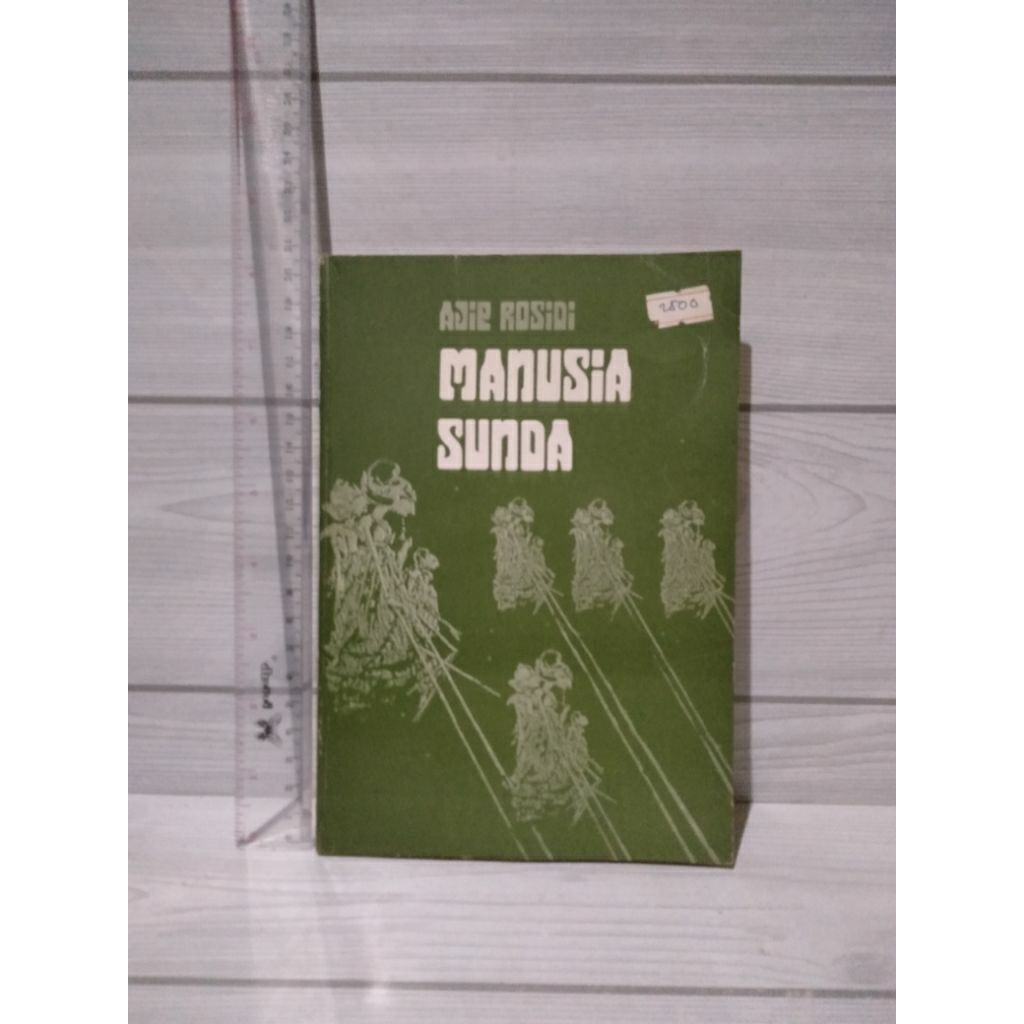 AJIP ROSIDI
MANUSIA
SUNDA
2500